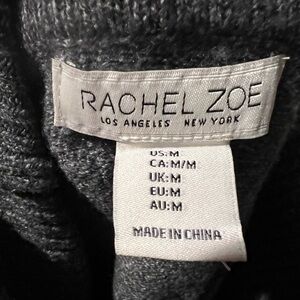 RACHEL ZOE
LOS ANGELES NEW YORK
US:M
CA:M/M
UK:M
EU:M
AU:M
MADE IN CHINA